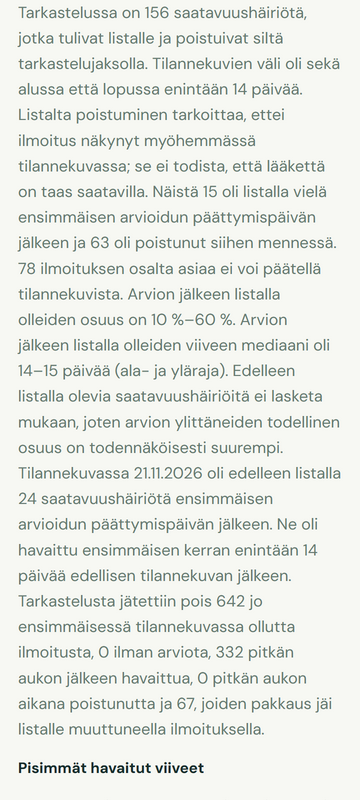 Tarkastelussa on 156 saatavuushäiriötä,
jotka tulivat listalle ja poistuivat siltä
tarkastelujaksolla. Tilannekuvien väli oli sekä
alussa että lopussa enintään 14 päivää.
Listalta poistuminen tarkoittaa, ettei
ilmoitus näkynyt myöhemmässä
tilannekuvassa; se ei todista, että lääkettä
on taas saatavilla. Näistä 15 oli listalla vielä
ensimmäisen arvioidun päättymispäivän
jälkeen ja 63 oli poistunut siihen mennessä.
78 ilmoituksen osalta asiaa ei voi päätellä
tilannekuvista. Arvion jälkeen listalla
olleiden osuus on 10 %–60 %. Arvion
jälkeen listalla olleiden viiveen mediaani oli
14–15 päivää (ala- ja yläraja). Edelleen
listalla olevia saatavuushäiriöitä ei lasketa
mukaan, joten arvion ylittäneiden todellinen
osuus on todennäköisesti suurempi.
Tilannekuvassa 21.11.2026 oli edelleen listalla
24 saatavuushäiriötä ensimmäisen
arvioidun päättymispäivän jälkeen. Ne oli
havaittu ensimmäisen kerran enintään 14
päivää edellisen tilannekuvan jälkeen.
Tarkastelusta jätettiin pois 642 jo
ensimmäisessä tilannekuvassa ollutta
ilmoitusta, 0 ilman arviota, 332 pitkän
aukon jälkeen havaittua, 0 pitkän aukon
aikana poistunutta ja 67, joiden pakkaus jäi
listalle muuttuneella ilmoituksella.
Pisimmät havaitut viiveet